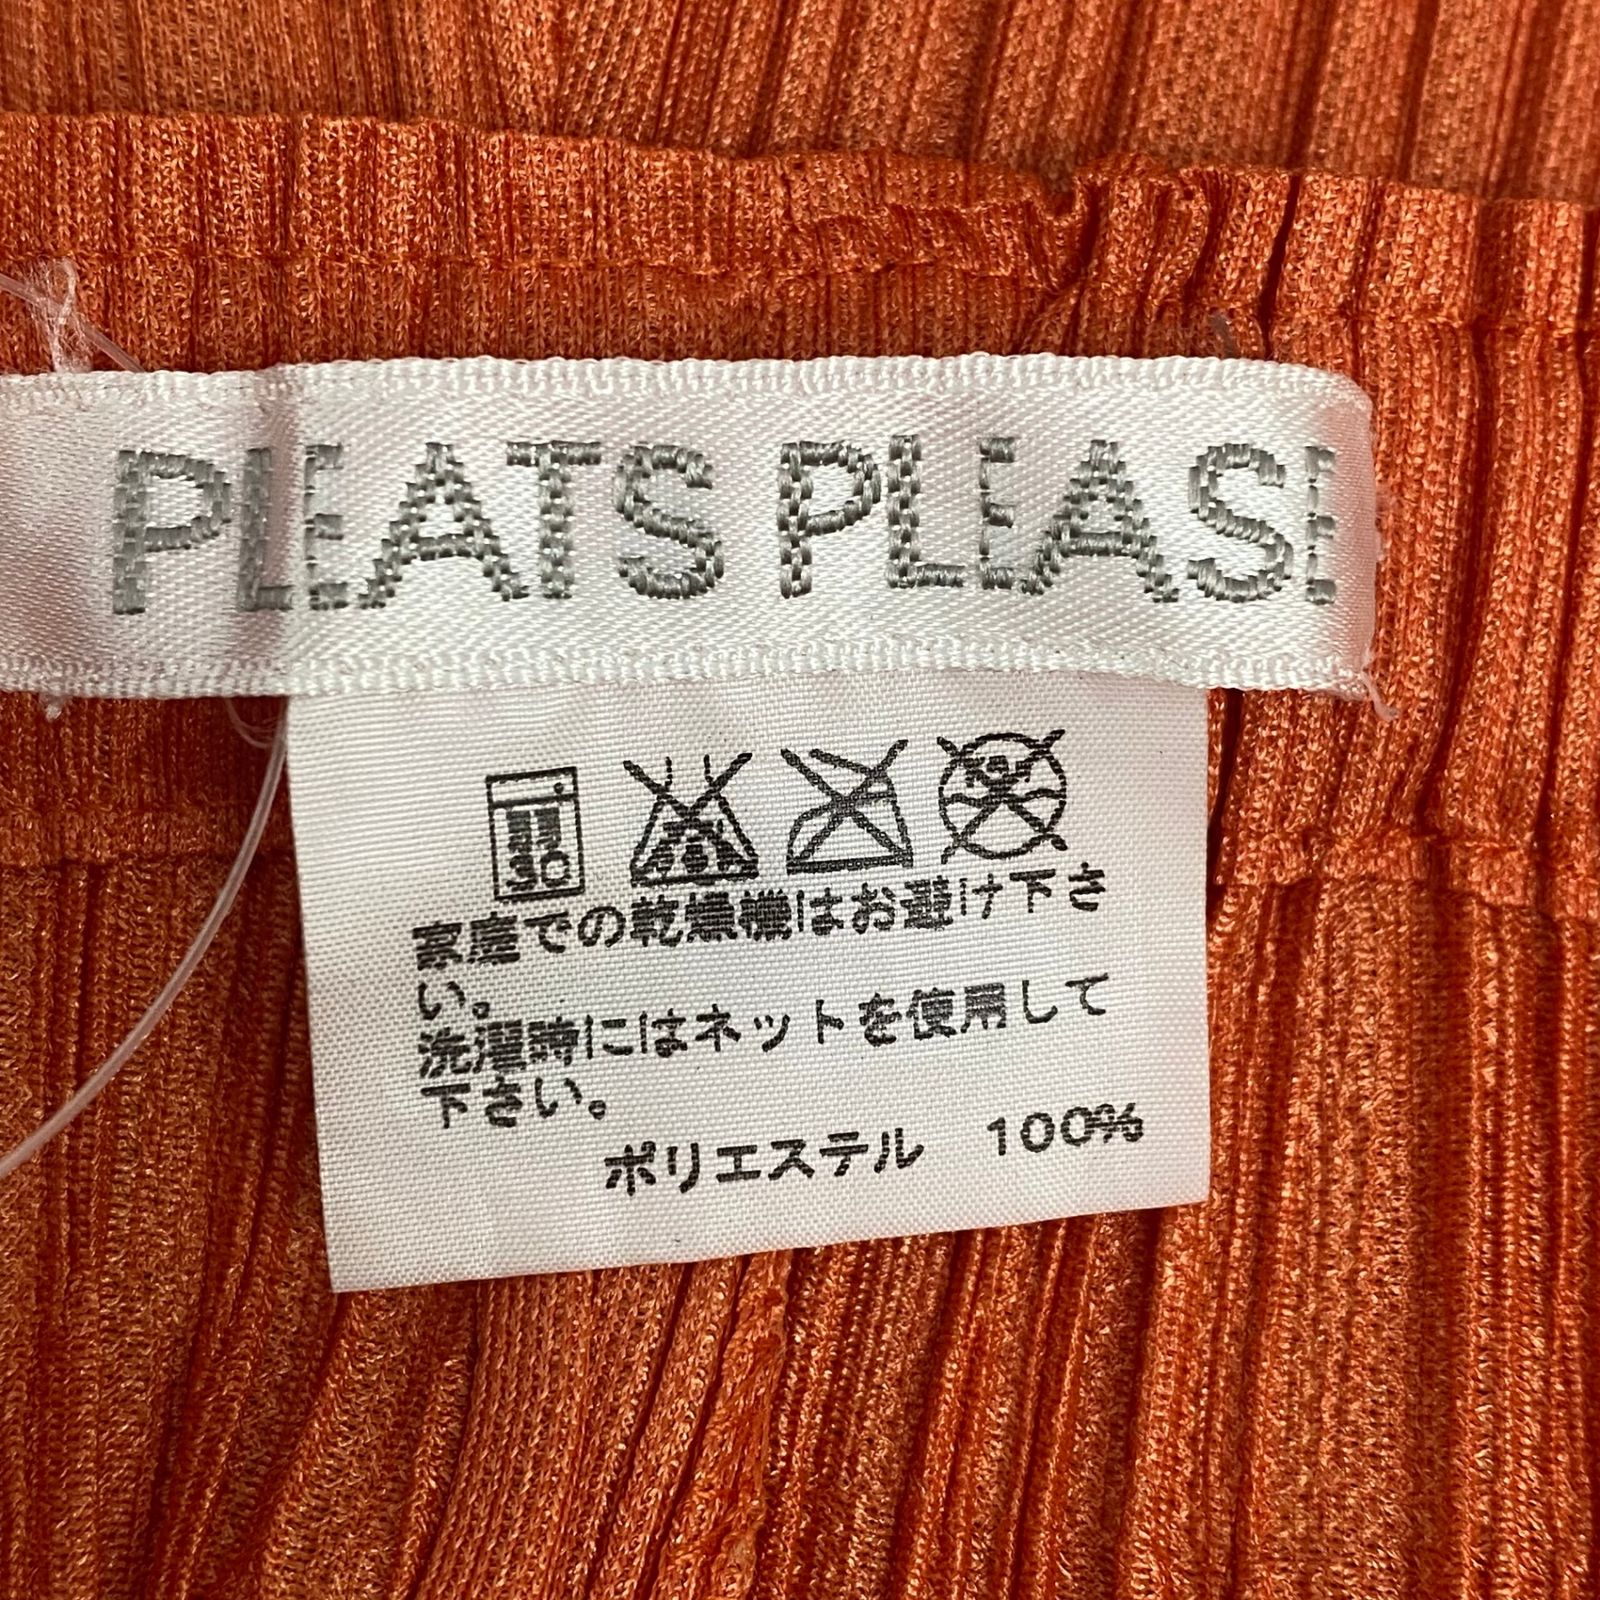 PLEATS PLEASE
30
家庭での乾燥機はお避け下さ
い。
洗濯時にはネットを使用して
下さい。
ポリエステル 100%